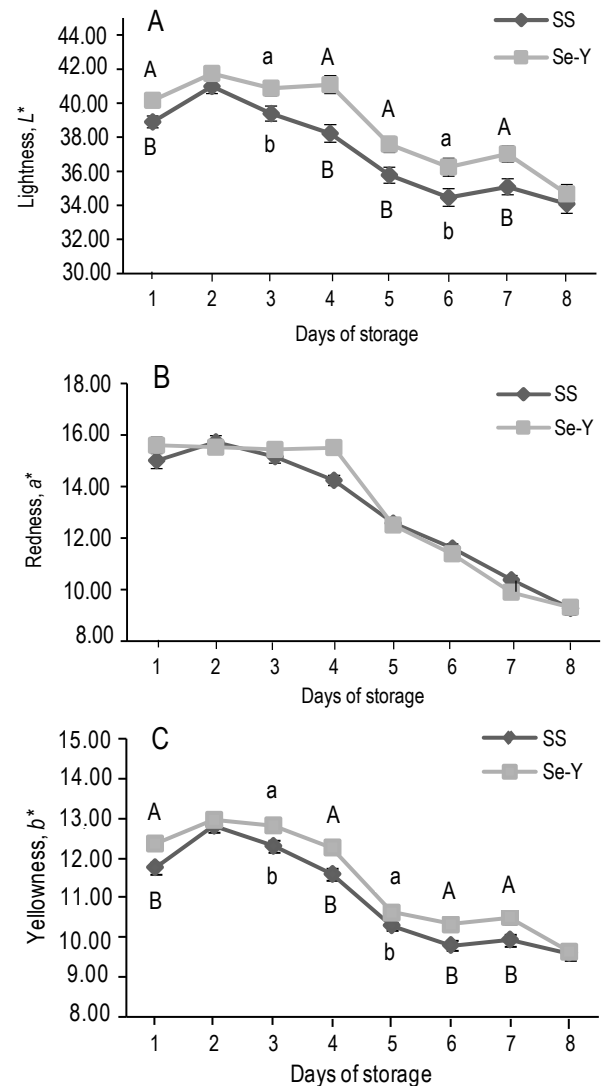 A
SS
Se-Y
44.00
42.00
40.00
38.00
36.00
34.00
32.00
30.00
Lightness, L*
A a A A a A
B b B B b B
1 2 3 4 5 6 7 8
Days of storage
B
SS
Se-Y
18.00
16.00
14.00
12.00
10.00
8.00
Redness, a*
1 2 3 4 5 6 7 8
Days of storage
C
SS
Se-Y
15.00
14.00
13.00
12.00
11.00
10.00
9.00
8.00
Yellowness, b*
A a A a A A
B b B b B B
1 2 3 4 5 6 7 8
Days of storage